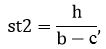 st2 = h / (b − c),